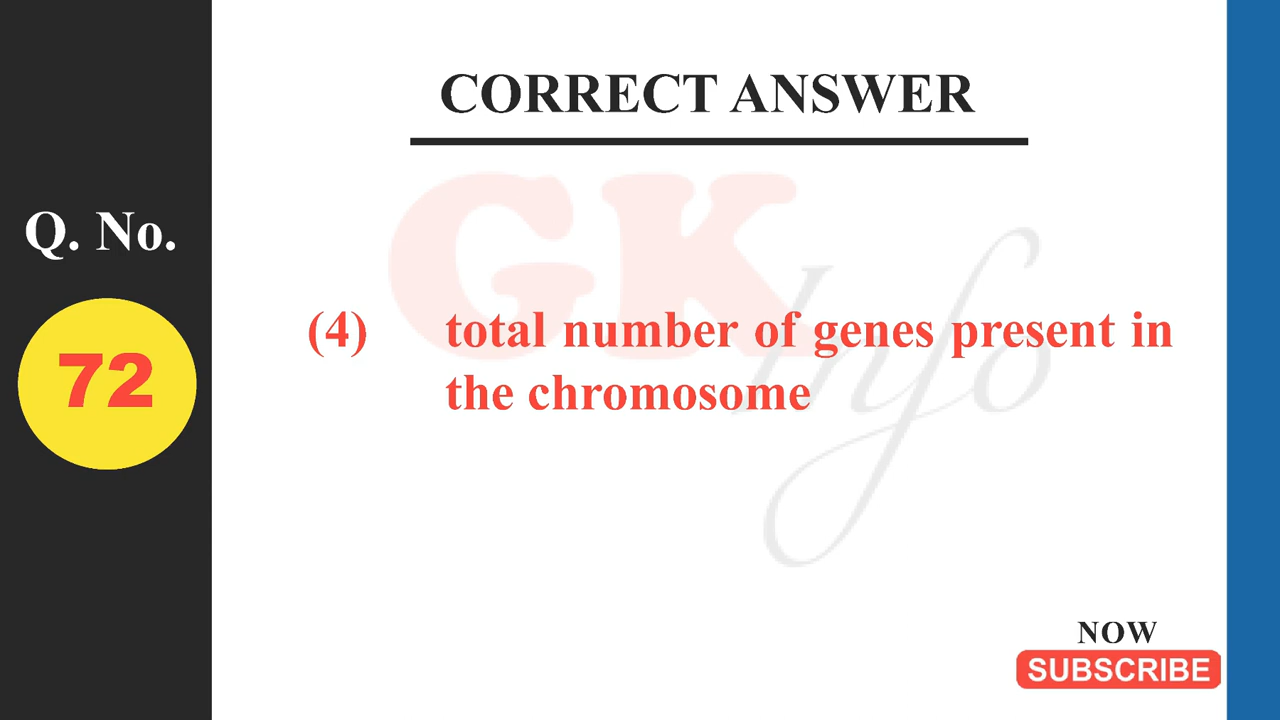 CORRECT ANSWER
Q. No.
72
GK Info
(4) total number of genes present in
the chromosome
NOW
SUBSCRIBE